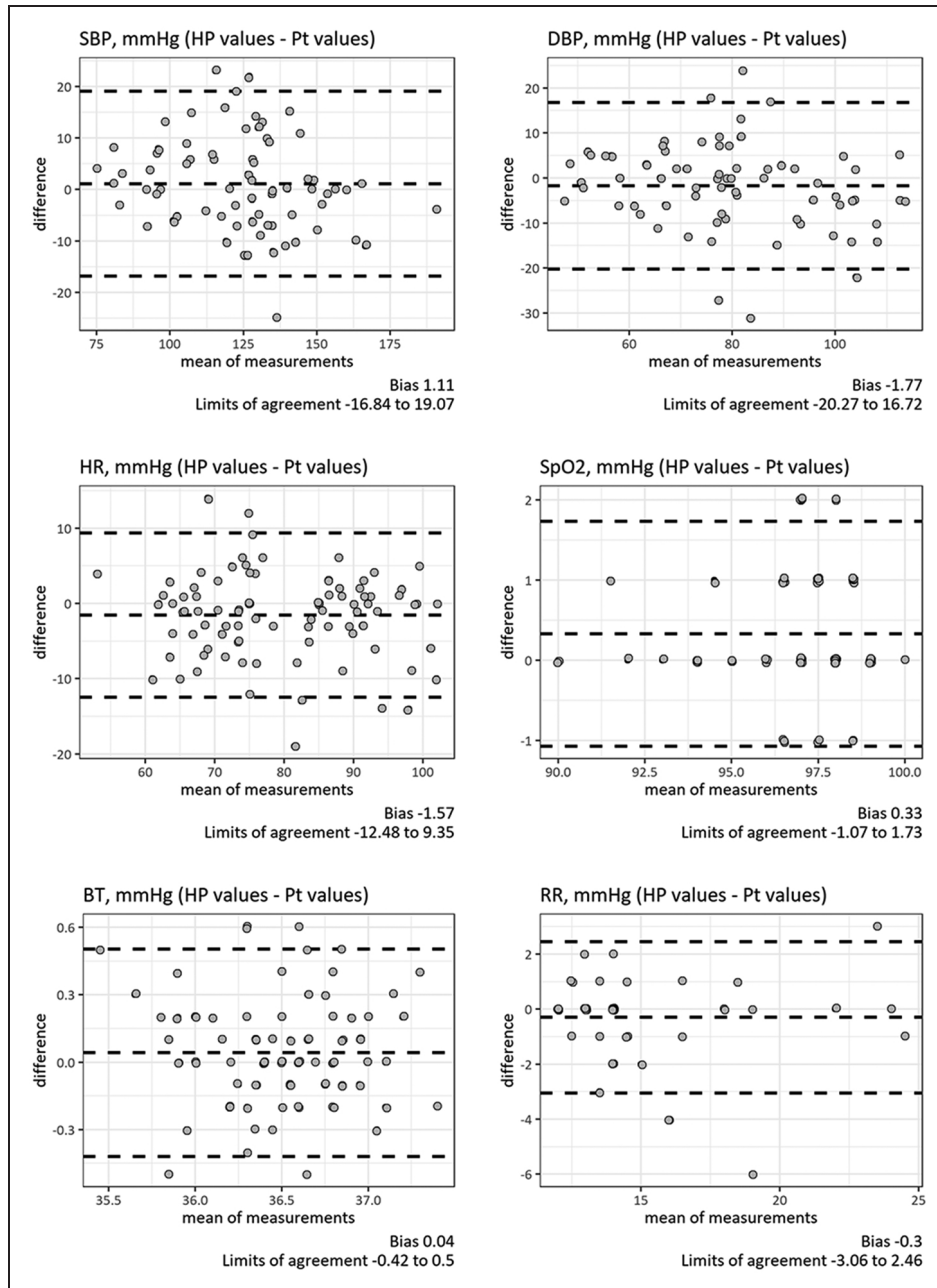 SBP, mmHg (HP values - Pt values)
difference
20
10
0
-10
-20
75
100
125
150
175
mean of measurements
Bias 1.11
Limits of agreement -16.84 to 19.07
DBP, mmHg (HP values - Pt values)
difference
20
10
0
-10
-20
-30
60
80
100
mean of measurements
Bias -1.77
Limits of agreement -20.27 to 16.72
HR, mmHg (HP values - Pt values)
difference
10
0
-10
-20
60
70
80
90
100
mean of measurements
Bias -1.57
Limits of agreement -12.48 to 9.35
SpO2, mmHg (HP values - Pt values)
difference
2
1
0
-1
90.0
92.5
95.0
97.5
100.0
mean of measurements
Bias 0.33
Limits of agreement -1.07 to 1.73
BT, mmHg (HP values - Pt values)
difference
0.6
0.3
0.0
-0.3
35.5
36.0
36.5
37.0
mean of measurements
Bias 0.04
Limits of agreement -0.42 to 0.5
RR, mmHg (HP values - Pt values)
difference
2
0
-2
-4
-6
15
20
25
mean of measurements
Bias -0.3
Limits of agreement -3.06 to 2.46